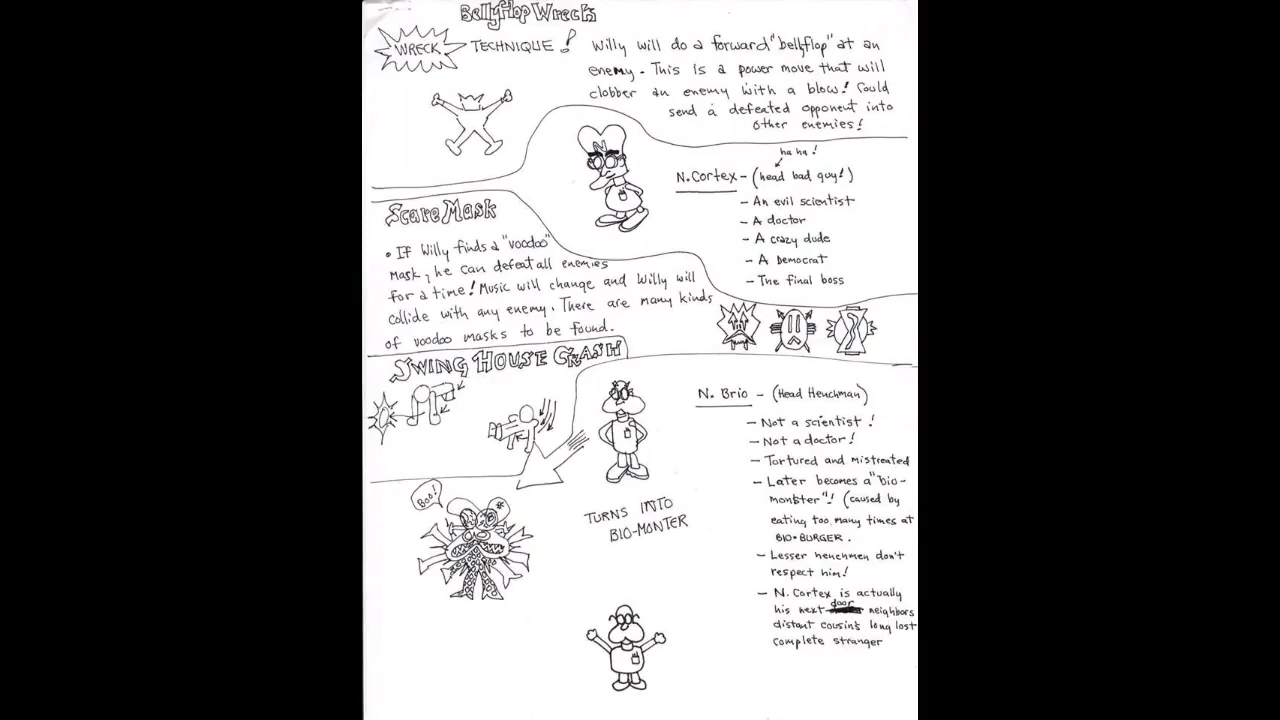 Bellyflop Wreck
WRECK TECHNIQUE!
Willy will do a forward "bellyflop" at an
enemy. This is a power move that will
clobber an enemy with a blow! Could
send a defeated opponent into
other enemies!
ha ha!
N
N. Cortex - (head bad guy!)
- An evil scientist
- A doctor
- A crazy dude
- A Democrat
- The final boss
Scare Mask
• If Willy finds a "voodoo"
mask, he can defeat all enemies
for a time! Music will change and Willy will
collide with any enemy. There are many kinds
of voodoo masks to be found.
SWING HOUSE CRASH
N. Brio - (Head Henchman)
- Not a scientist!
- Not a doctor!
- Tortured and mistreated
- Later becomes a "bio-
monster"! (caused by
eating too many times at
BIO-BURGER.
- Lesser henchmen don't
respect him!
- N. Cortex is actually
his next door neighbors
distant cousin's long lost
complete stranger
Boo!
TURNS INTO
BIO-MONTER